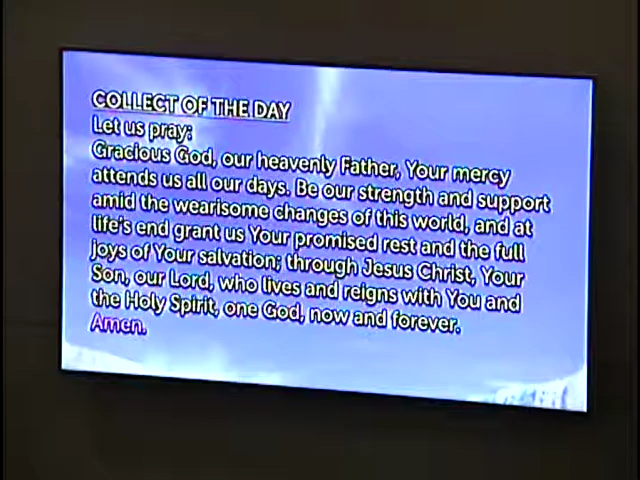 COLLECT OF THE DAY
Let us pray:
Gracious God, our heavenly Father, Your mercy
attends us all our days. Be our strength and support
amid the wearisome changes of this world, and at
life's end grant us Your promised rest and the full
joys of Your salvation; through Jesus Christ, Your
Son, our Lord, who lives and reigns with You and
the Holy Spirit, one God, now and forever.
Amen.